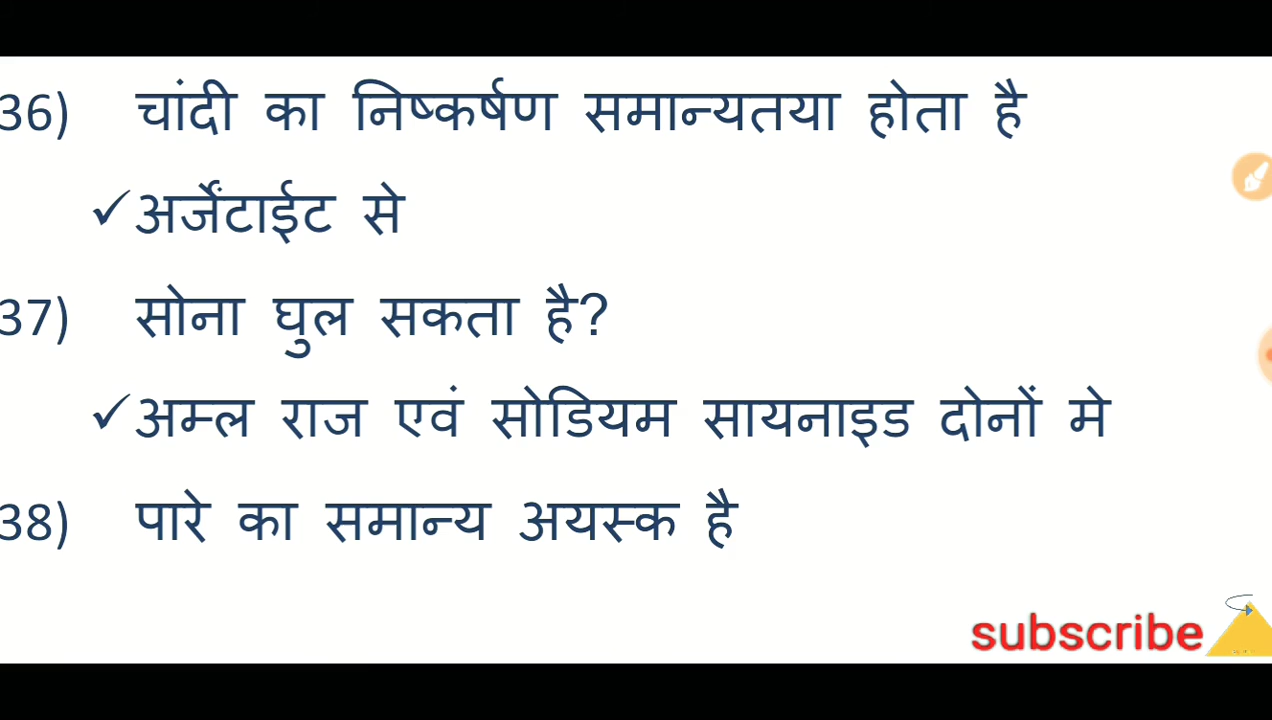 36) चांदी का निष्कर्षण समान्यतया होता है
✓अर्जेंटाईट से
37) सोना घुल सकता है?
✓अम्ल राज एवं सोडियम सायनाइड दोनों मे
38) पारे का समान्य अयस्क है
subscribe